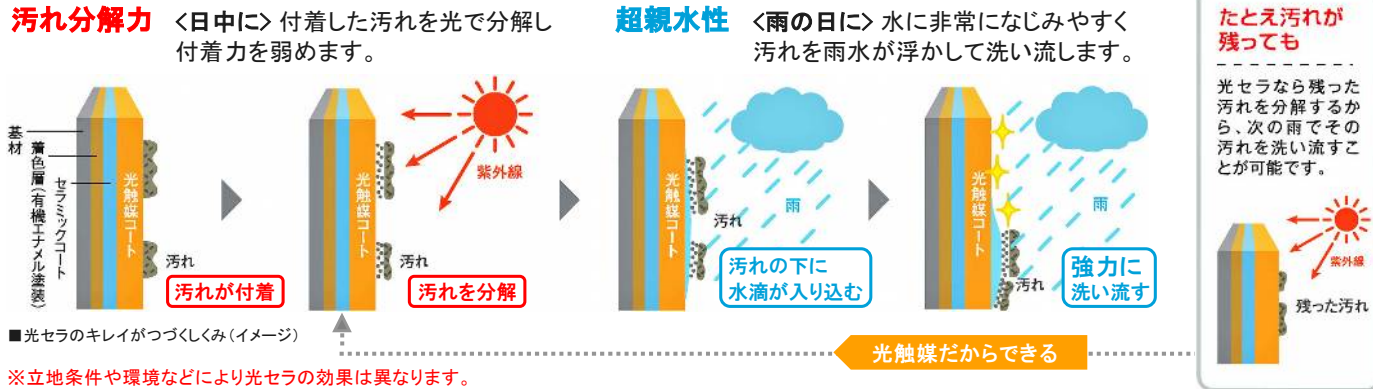 汚れ分解力 <日中に> 付着した汚れを光で分解し
付着力を弱めます。
超親水性 <雨の日に> 水に非常になじみやすく
汚れを雨水が浮かして洗い流します。
基材
着色層(有機エナメル塗装)
セラミックコート
光触媒コート
汚れ
汚れが付着
光触媒コート
紫外線
汚れ
汚れを分解
光触媒コート
雨
汚れ
汚れの下に
水滴が入り込む
光触媒コート
雨
汚れ
強力に
洗い流す
■光セラのキレイがつづくしくみ(イメージ)
光触媒だからできる
※立地条件や環境などにより光セラの効果は異なります。
たとえ汚れが
残っても
光セラなら残った
汚れを分解するか
ら、次の雨でその
汚れを洗い流すこ
とが可能です。
紫外線
残った汚れ